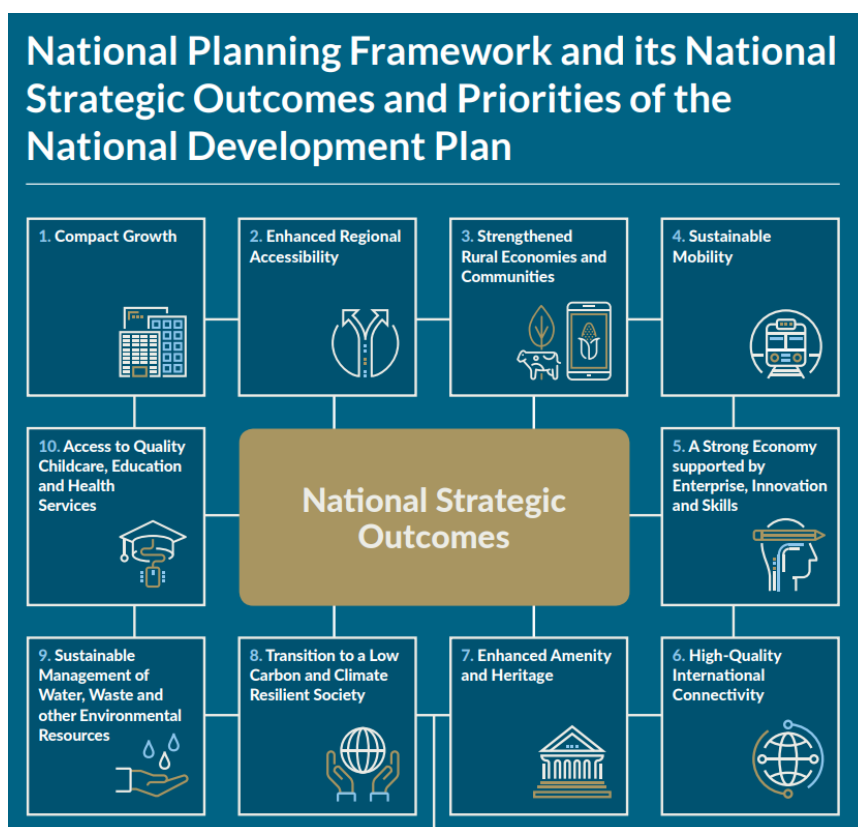 National Planning Framework and its National
Strategic Outcomes and Priorities of the
National Development Plan
1. Compact Growth
2. Enhanced Regional
Accessibility
3. Strengthened
Rural Economies and
Communities
4. Sustainable
Mobility
10. Access to Quality
Childcare, Education
and Health
Services
National Strategic
Outcomes
5. A Strong Economy
supported by
Enterprise, Innovation
and Skills
9. Sustainable
Management of
Water, Waste and
other Environmental
Resources
8. Transition to a Low
Carbon and Climate
Resilient Society
7. Enhanced Amenity
and Heritage
6. High-Quality
International
Connectivity